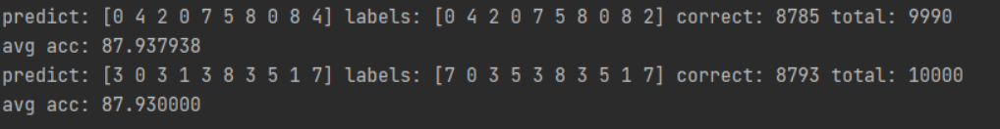 predict: [0 4 2 0 7 5 8 0 8 4] labels: [0 4 2 0 7 5 8 0 8 2] correct: 8785 total: 9990
avg acc: 87.937938
predict: [3 0 3 1 3 8 3 5 1 7] labels: [7 0 3 5 3 8 3 5 1 7] correct: 8793 total: 10000
avg acc: 87.930000